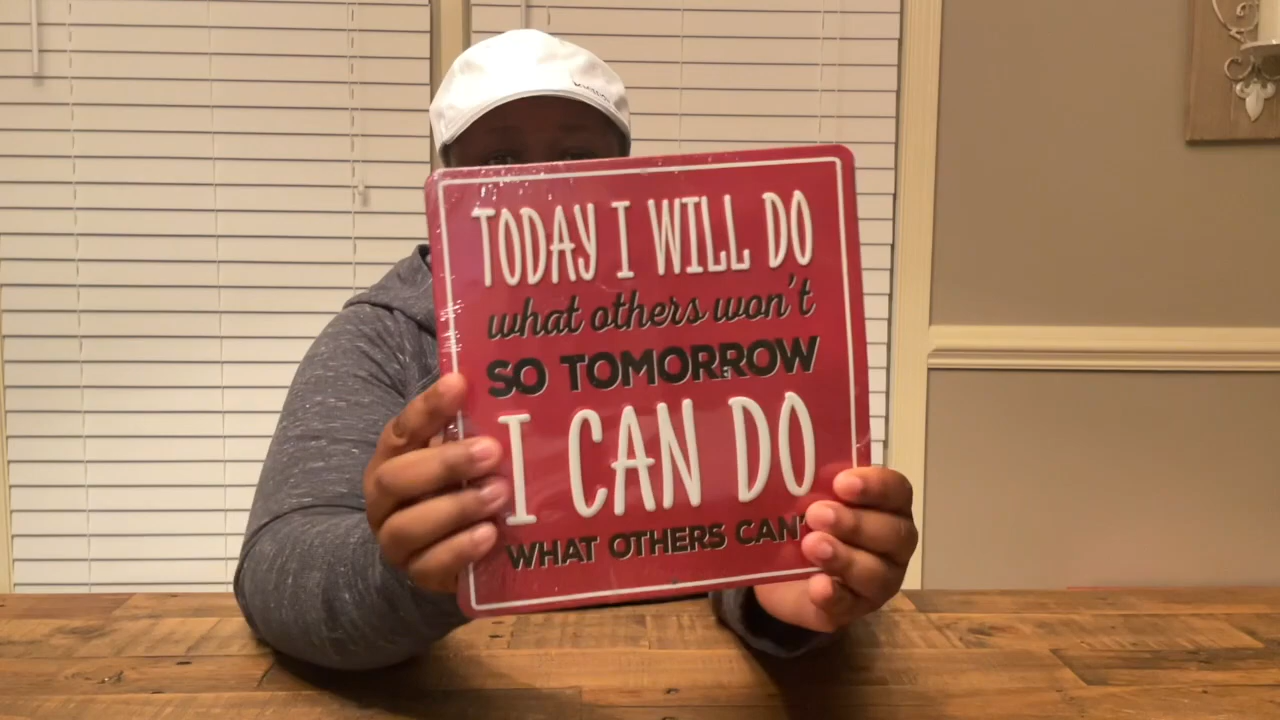 TODAY I WILL DO
what others won't
SO TOMORROW
I CAN DO
WHAT OTHERS CAN'